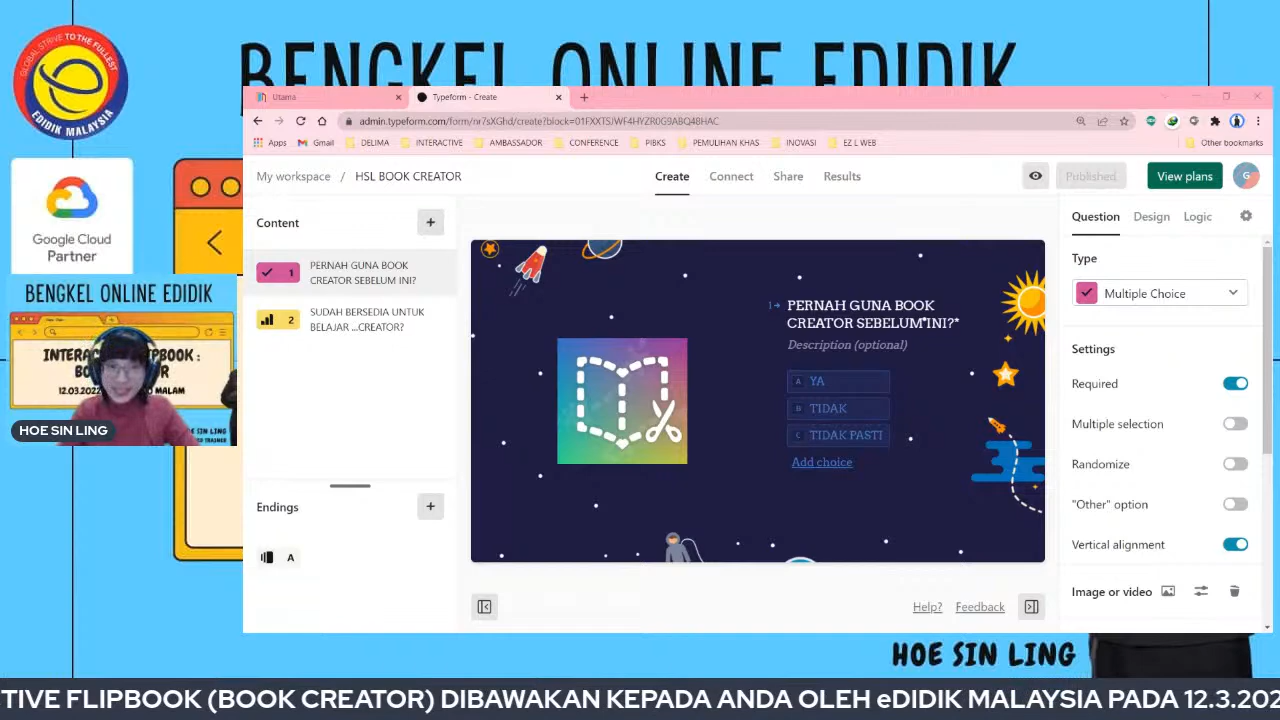 BENGKEL ONLINE EDIDIK
GLOBAL STRIVE TO THE FULLEST
EDIDIK MALAYSIA
Google Cloud
Partner
BENGKEL ONLINE EDIDIK
12.03.2022
HOE SIN LING
Utama
Typeform - Create
admin.typeform.com/form/nr7sXGhd/create?block=01FXXTSJWF4HYZR0G9ABQ48HAC
Apps
Gmail
DELIMA
INTERACTIVE
AMBASSADOR
CONFERENCE
PIBKS
PEMULIHAN KHAS
INOVASI
EZ L WEB
Other bookmarks
My workspace / HSL BOOK CREATOR
Create
Connect
Share
Results
Published
View plans
G
Content
1
PERNAH GUNA BOOK
CREATOR SEBELUM INI?
2
SUDAH BERSEDIA UNTUK
BELAJAR ...CREATOR?
Endings
A
1
PERNAH GUNA BOOK
CREATOR SEBELUM INI?*
Description (optional)
A YA
B TIDAK
C TIDAK PASTI
Add choice
Help?
Feedback
Question
Design
Logic
Type
Multiple Choice
Settings
Required
Multiple selection
Randomize
"Other" option
Vertical alignment
Image or video
HOE SIN LING
TIVE FLIPBOOK (BOOK CREATOR) DIBAWAKAN KEPADA ANDA OLEH eDIDIK MALAYSIA PADA 12.3.202